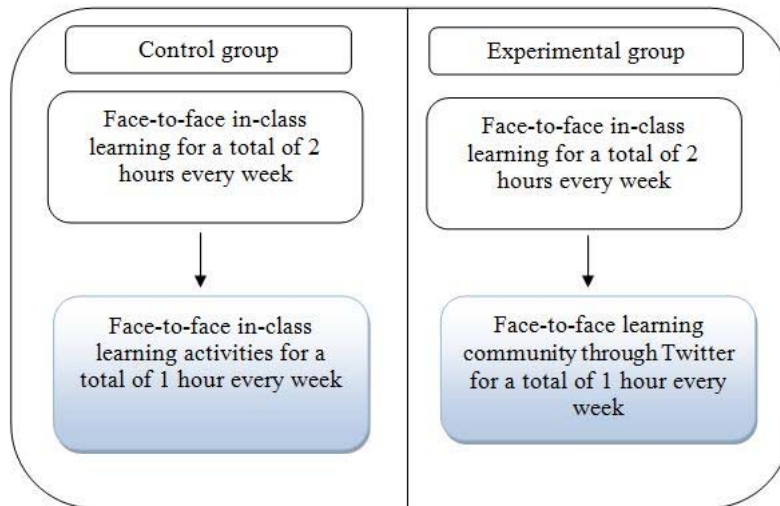 Control group
Face-to-face in-class
learning for a total of 2
hours every week
Face-to-face in-class
learning activities for a
total of 1 hour every week
Experimental group
Face-to-face in-class
learning for a total of 2
hours every week
Face-to-face learning
community through Twitter
for a total of 1 hour every
week